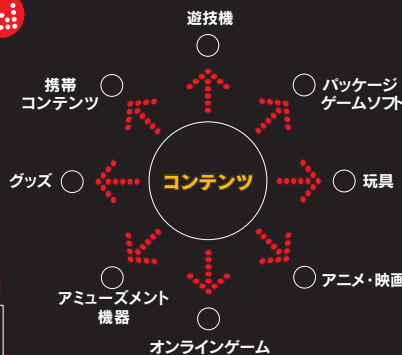 遊技機
携帯
コンテンツ
パッケージ
ゲームソフト
グッズ
コンテンツ
玩具
アミューズメント
機器
アニメ・映画
オンラインゲーム